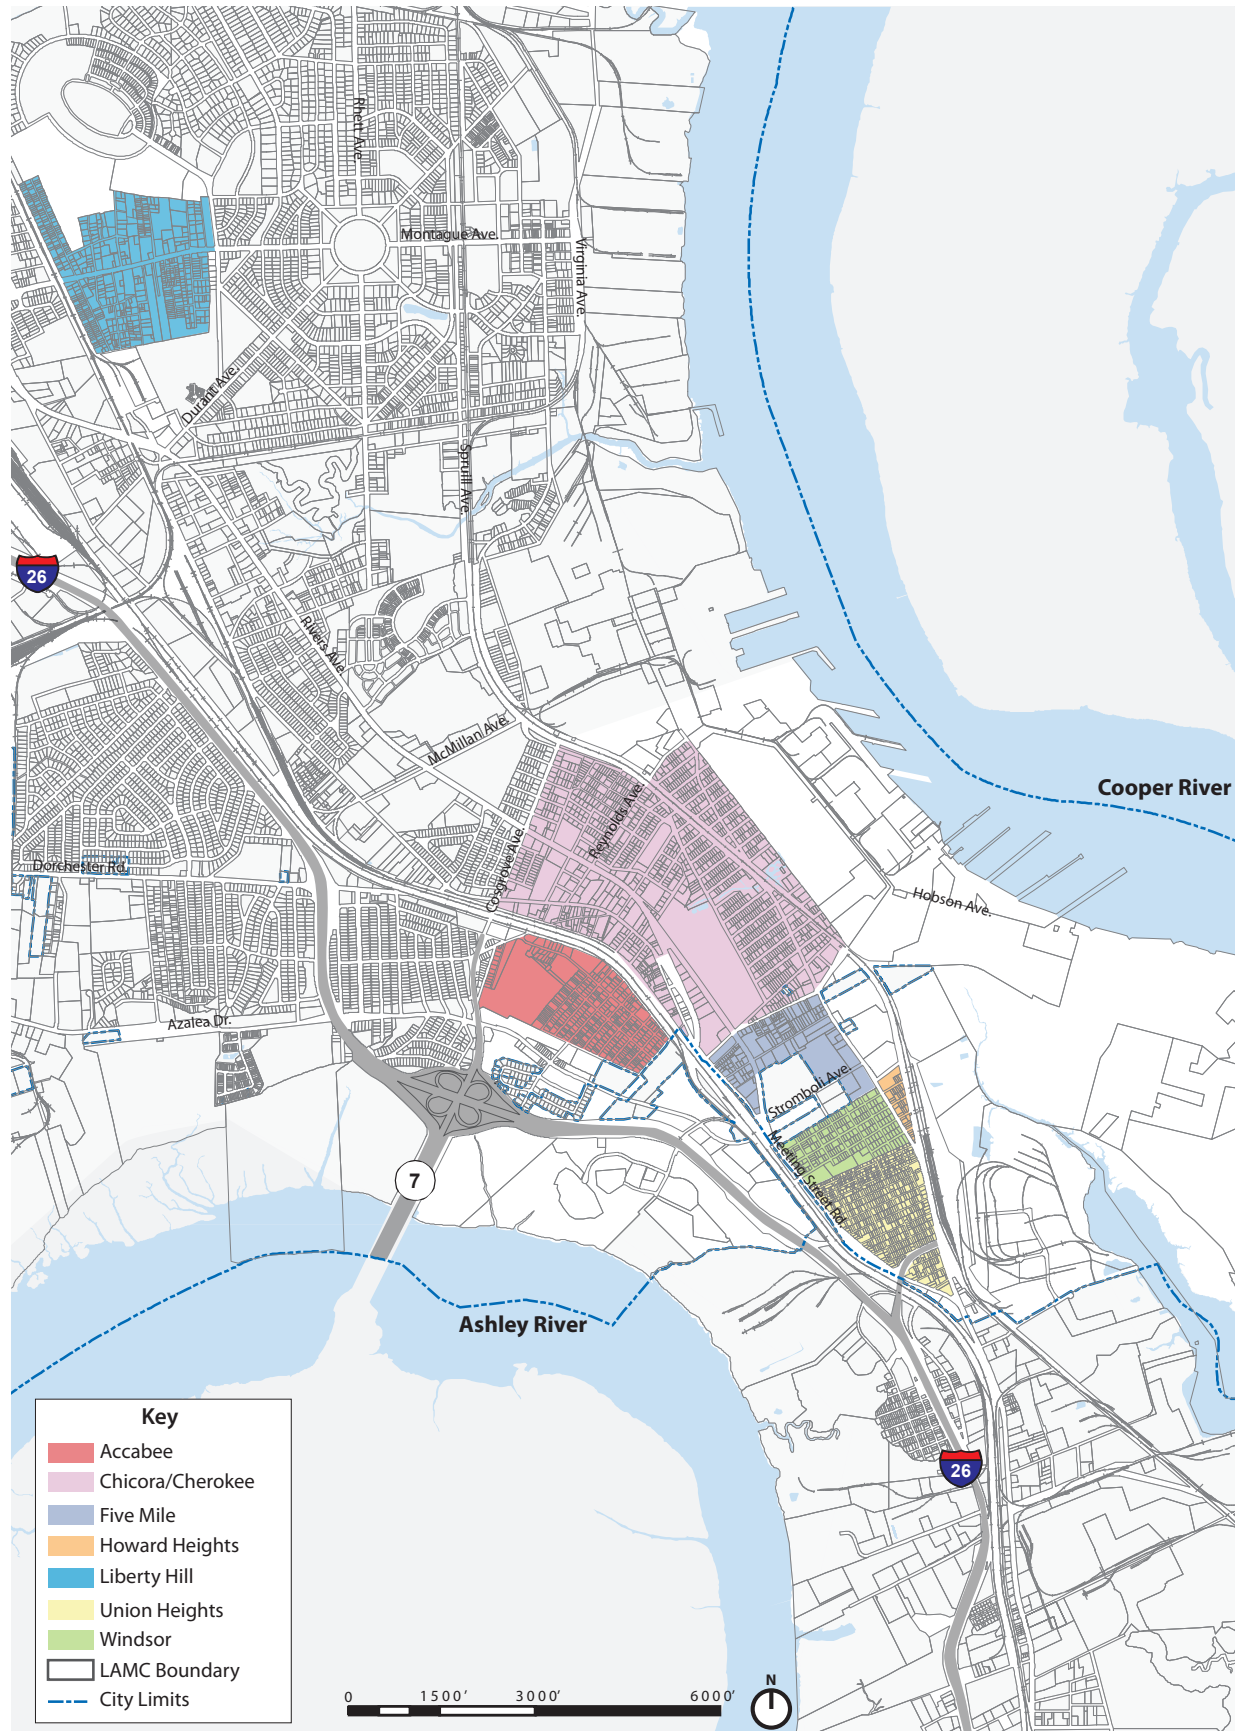 Rhett Ave.
Montague Ave.
Virginia Ave.
Durant Ave.
Spruill Ave.
26
Rivers Ave.
McMillan Ave.
Cooper River
Reynolds Ave.
Dorchester Rd.
Cosgrove Ave.
Hobson Ave.
Azalea Dr.
Stromboli Ave.
Meeting Street Rd.
7
Ashley River
26
Key
Accabee
Chicora/Cherokee
Five Mile
Howard Heights
Liberty Hill
Union Heights
Windsor
LAMC Boundary
City Limits
0 1500' 3000' 6000'
N